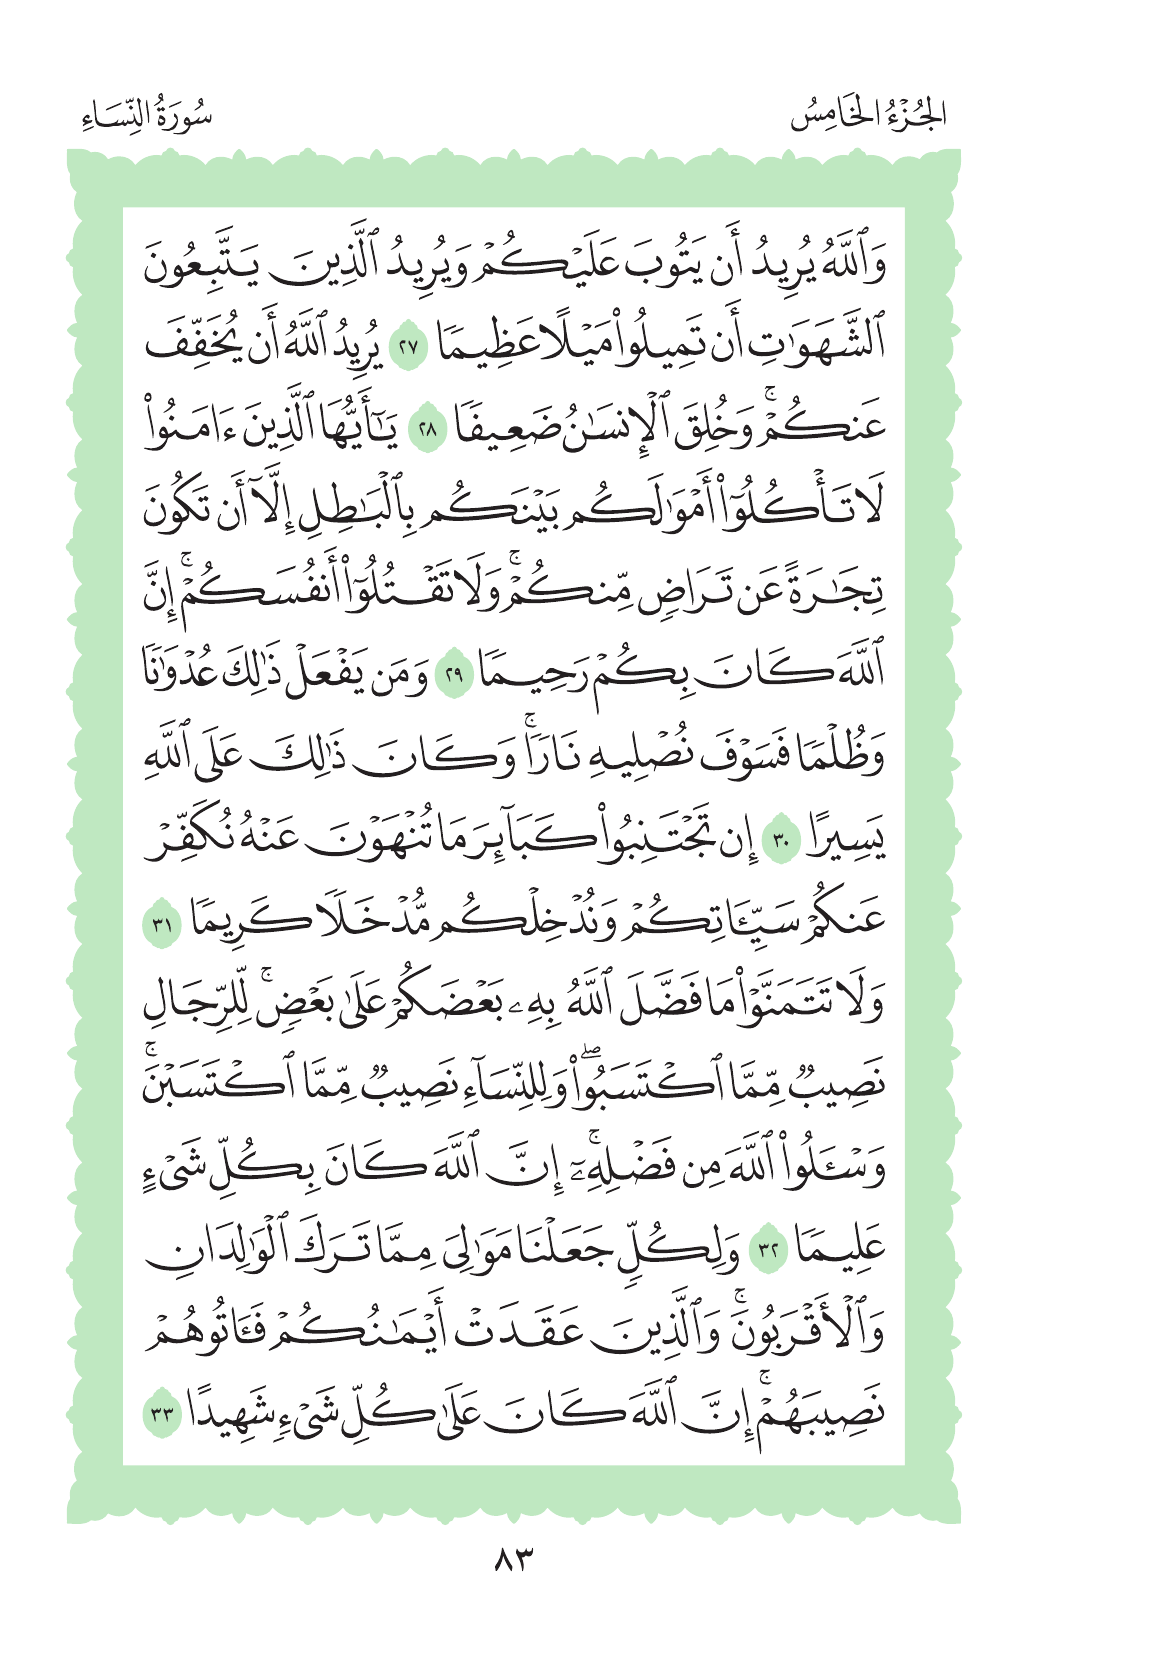 الجُزْءُ الخَامِسُ
سُورَةُ النِّسَاءِ
وَٱللَّهُ يُرِيدُ أَن يَتُوبَ عَلَيْكُمْ وَيُرِيدُ ٱلَّذِينَ يَتَّبِعُونَ
ٱلشَّهَوَٰتِ أَن تَمِيلُوا۟ مَيْلًا عَظِيمًا ٢٧ يُرِيدُ ٱللَّهُ أَن يُخَفِّفَ
عَنكُمْ ۚ وَخُلِقَ ٱلْإِنسَـٰنُ ضَعِيفًا ٢٨ يَـٰٓأَيُّهَا ٱلَّذِينَ ءَامَنُوا۟
لَا تَأْكُلُوٓا۟ أَمْوَٰلَكُم بَيْنَكُم بِٱلْبَـٰطِلِ إِلَّآ أَن تَكُونَ
تِجَـٰرَةً عَن تَرَاضٍ مِّنكُمْ ۚ وَلَا تَقْتُلُوٓا۟ أَنفُسَكُمْ ۚ إِنَّ
ٱللَّهَ كَانَ بِكُمْ رَحِيمًا ٢٩ وَمَن يَفْعَلْ ذَٰلِكَ عُدْوَٰنًا
وَظُلْمًا فَسَوْفَ نُصْلِيهِ نَارًا ۚ وَكَانَ ذَٰلِكَ عَلَى ٱللَّهِ
يَسِيرًا ٣٠ إِن تَجْتَنِبُوا۟ كَبَآئِرَ مَا تُنْهَوْنَ عَنْهُ نُكَفِّرْ
عَنكُمْ سَيِّـَٔاتِكُمْ وَنُدْخِلْكُم مُّدْخَلًا كَرِيمًا ٣١
وَلَا تَتَمَنَّوْا۟ مَا فَضَّلَ ٱللَّهُ بِهِۦ بَعْضَكُمْ عَلَىٰ بَعْضٍ ۚ لِّلرِّجَالِ
نَصِيبٌ مِّمَّا ٱكْتَسَبُوا۟ ۖ وَلِلنِّسَآءِ نَصِيبٌ مِّمَّا ٱكْتَسَبْنَ ۚ
وَسْـَٔلُوا۟ ٱللَّهَ مِن فَضْلِهِۦٓ ۚ إِنَّ ٱللَّهَ كَانَ بِكُلِّ شَىْءٍ
عَلِيمًا ٣٢ وَلِكُلٍّ جَعَلْنَا مَوَٰلِىَ مِمَّا تَرَكَ ٱلْوَٰلِدَانِ
وَٱلْأَقْرَبُونَ ۚ وَٱلَّذِينَ عَقَدَتْ أَيْمَـٰنُكُمْ فَـَٔاتُوهُمْ
نَصِيبَهُمْ ۚ إِنَّ ٱللَّهَ كَانَ عَلَىٰ كُلِّ شَىْءٍ شَهِيدًا ٣٣
٨٣